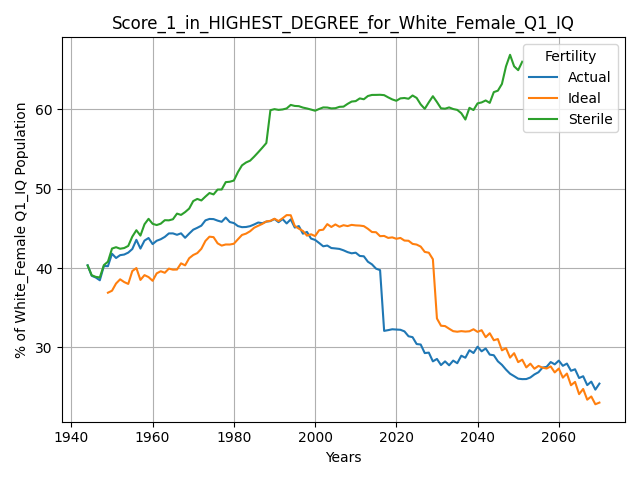 Score_1_in_HIGHEST_DEGREE_for_White_Female_Q1_IQ
% of White_Female Q1_IQ Population
60
50
40
30
Fertility
Actual
Ideal
Sterile
1940
1960
1980
2000
2020
2040
2060
Years